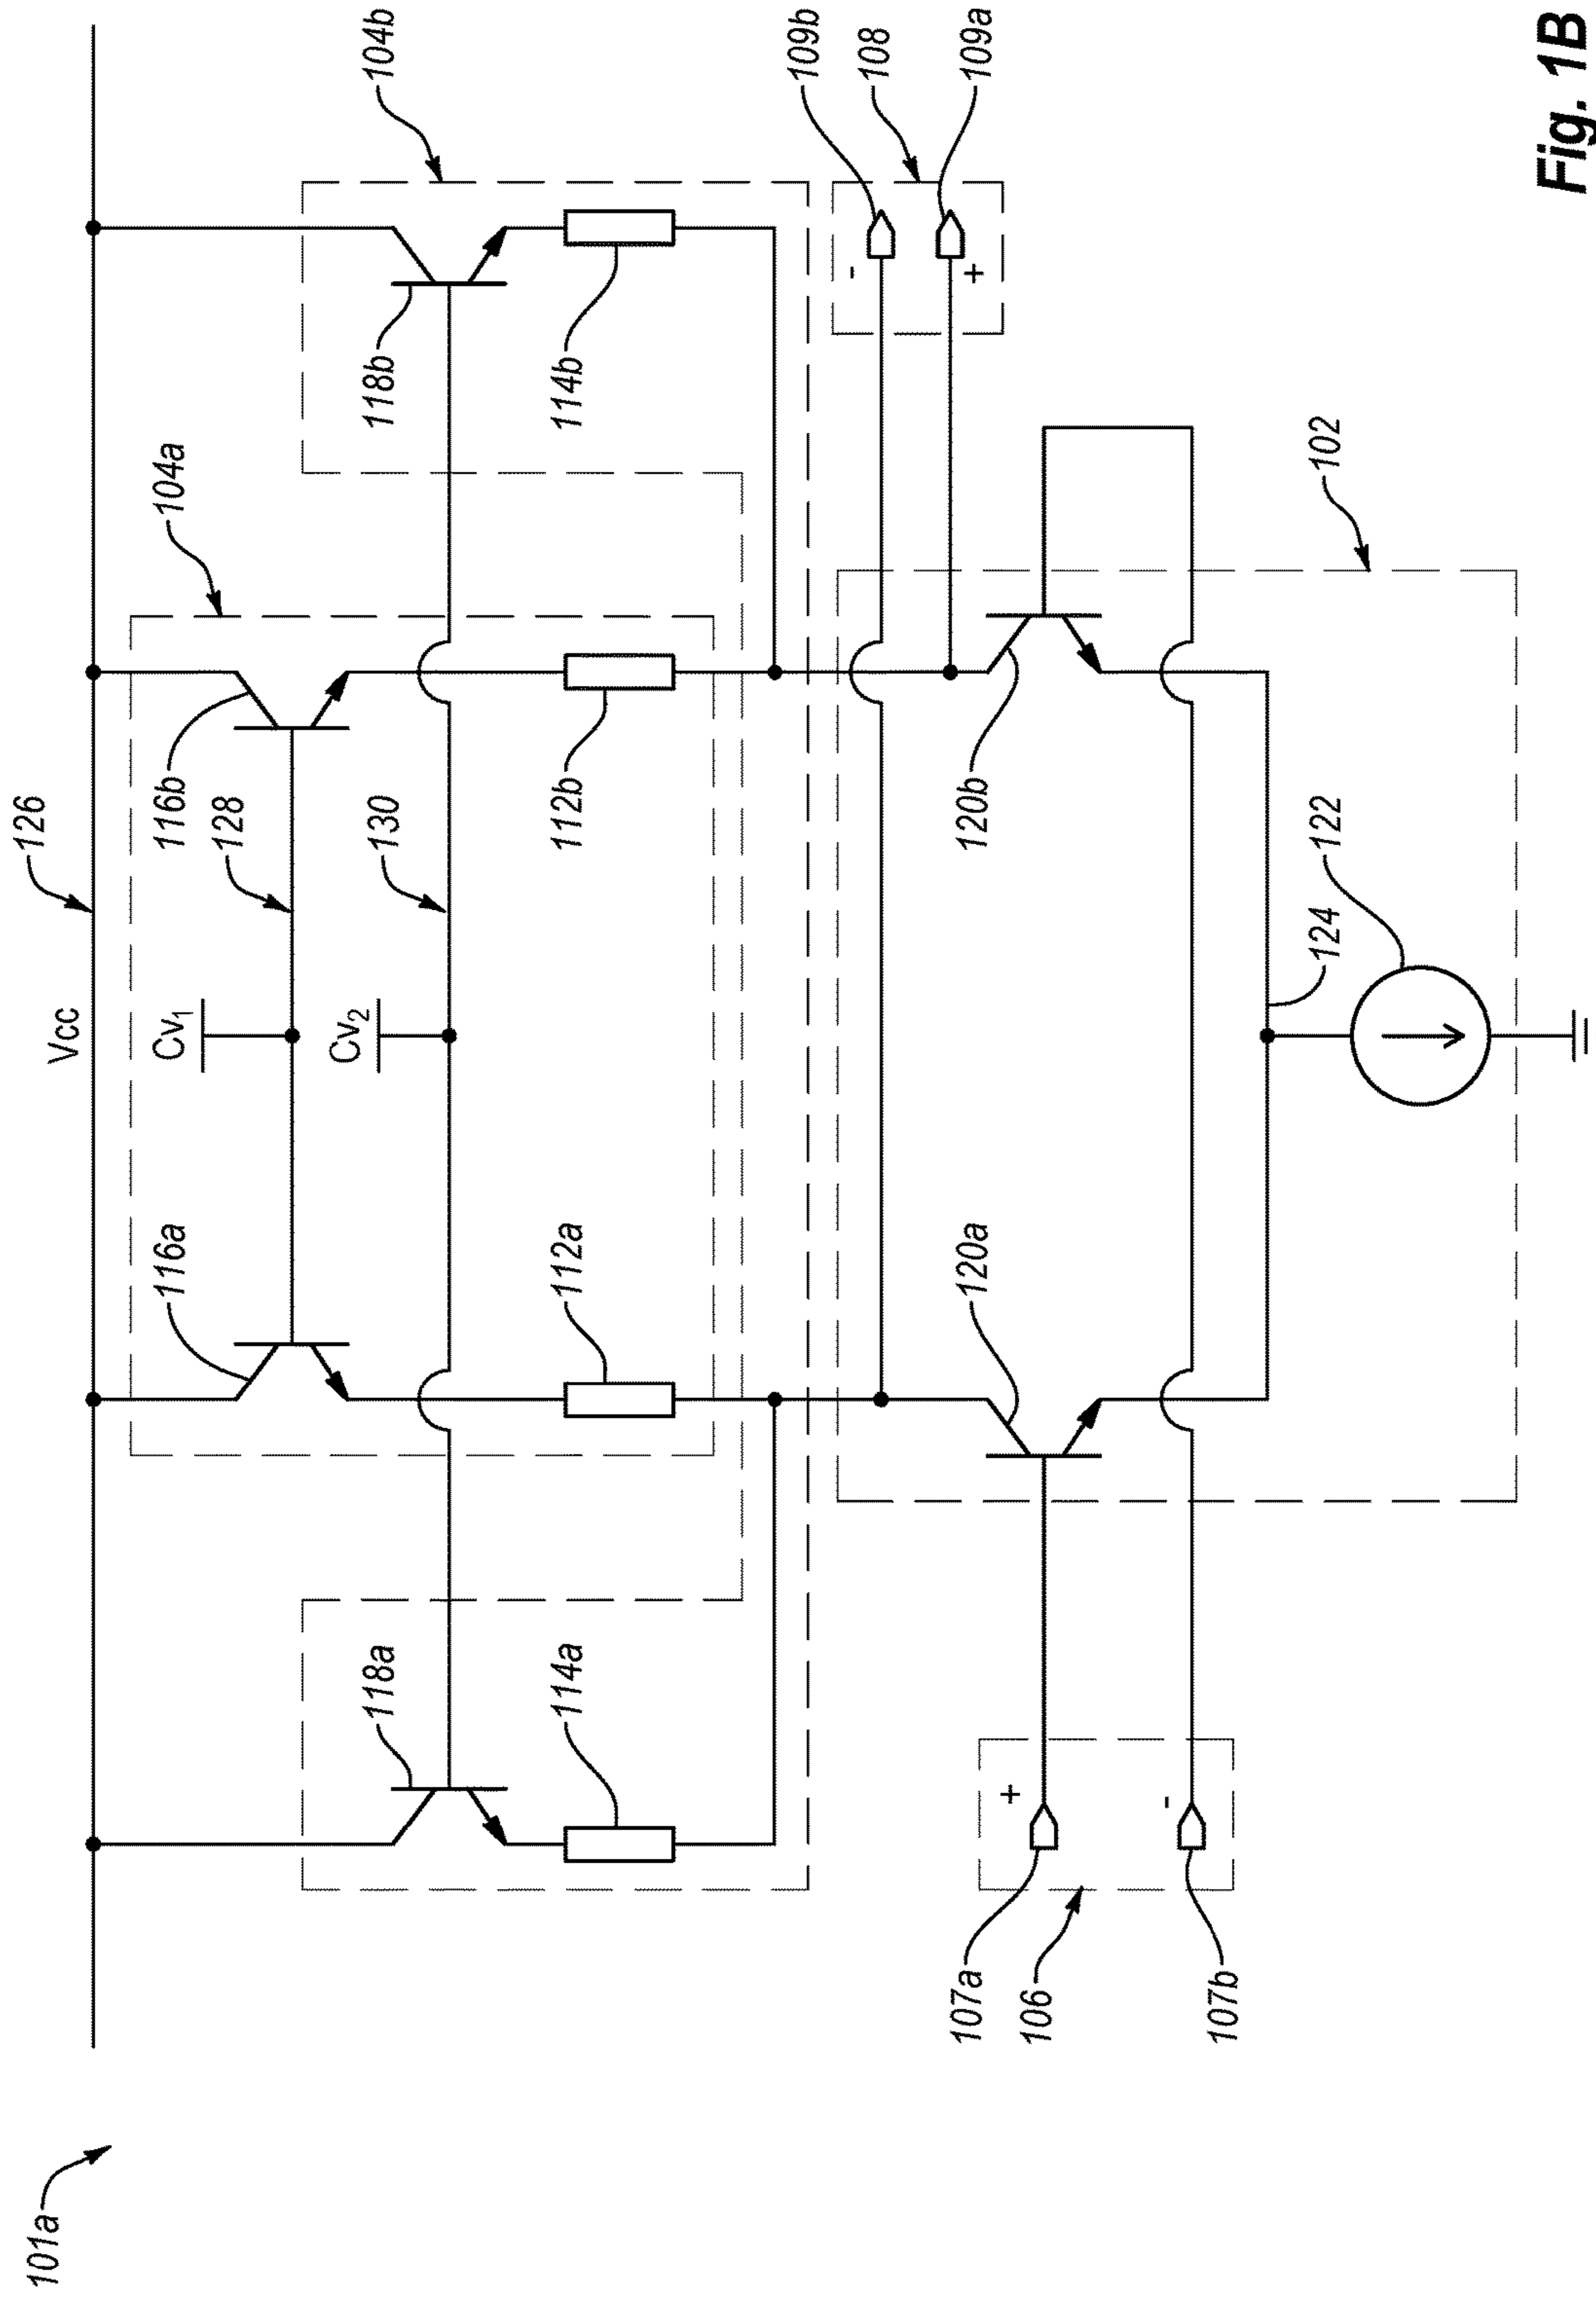 126
Vcc
104a
104b
116a
Cv₁
128
116b
118a
Cv₂
130
118b
114a
112a
112b
114b
109b
108
109a
-
+
107a
106
107b
+
-
120a
120b
102
124
122
101a
Fig. 1B